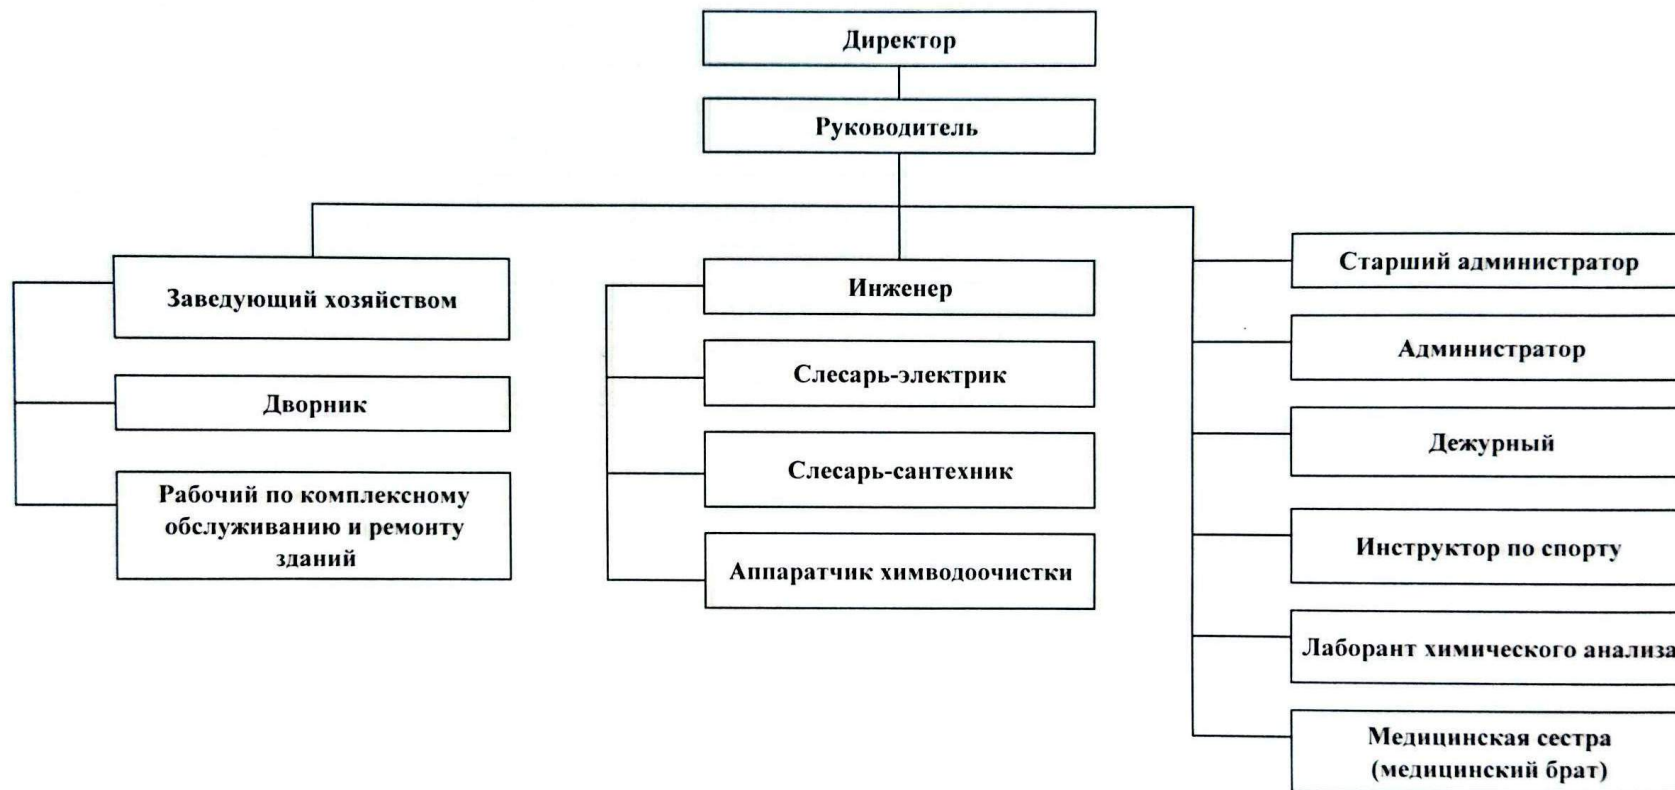 Директор
Руководитель
Заведующий хозяйством
Дворник
Рабочий по комплексному
обслуживанию и ремонту
зданий
Инженер
Слесарь-электрик
Слесарь-сантехник
Аппаратчик химводоочистки
Старший администратор
Администратор
Дежурный
Инструктор по спорту
Лаборант химического анализа
Медицинская сестра
(медицинский брат)